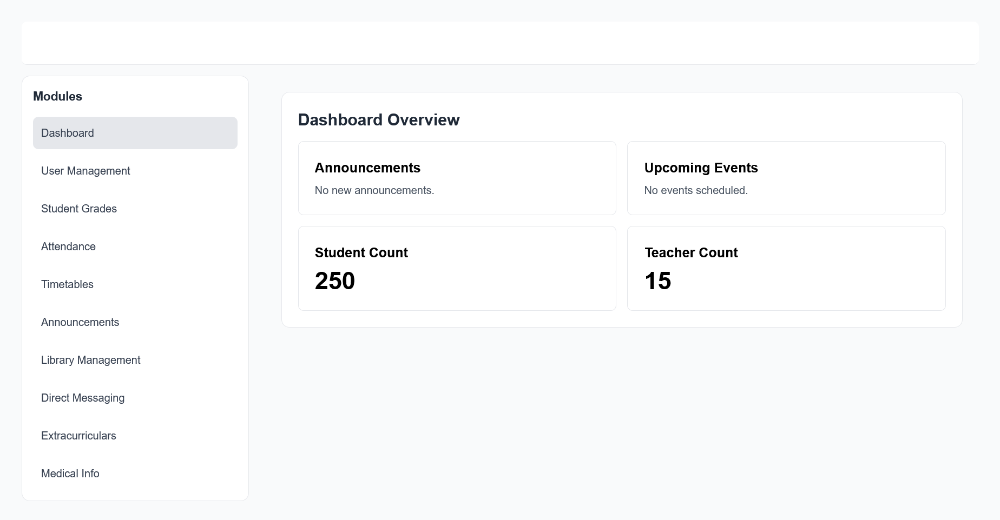 Modules
Dashboard
User Management
Student Grades
Attendance
Timetables
Announcements
Library Management
Direct Messaging
Extracurriculars
Medical Info
Dashboard Overview
Announcements
No new announcements.
Upcoming Events
No events scheduled.
Student Count
250
Teacher Count
15